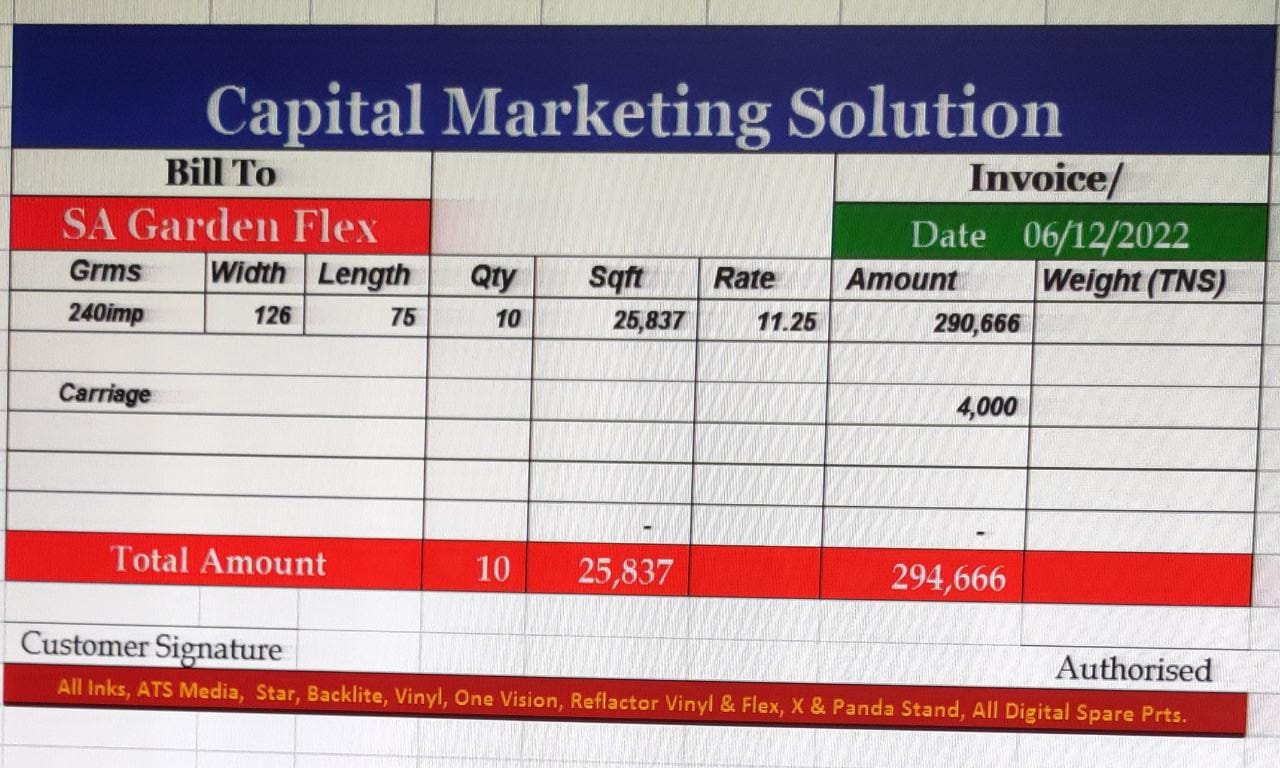 Capital Marketing Solution
Bill To Invoice/
SA Garden Flex Date 06/12/2022
Grms Width Length Qty Sqft Rate Amount Weight (TNS)
240imp 126 75 10 25,837 11.25 290,666
Carriage 4,000
- -
Total Amount 10 25,837 294,666
Customer Signature Authorised
All Inks, ATS Media, Star, Backlite, Vinyl, One Vision, Reflactor Vinyl & Flex, X & Panda Stand, All Digital Spare Prts.